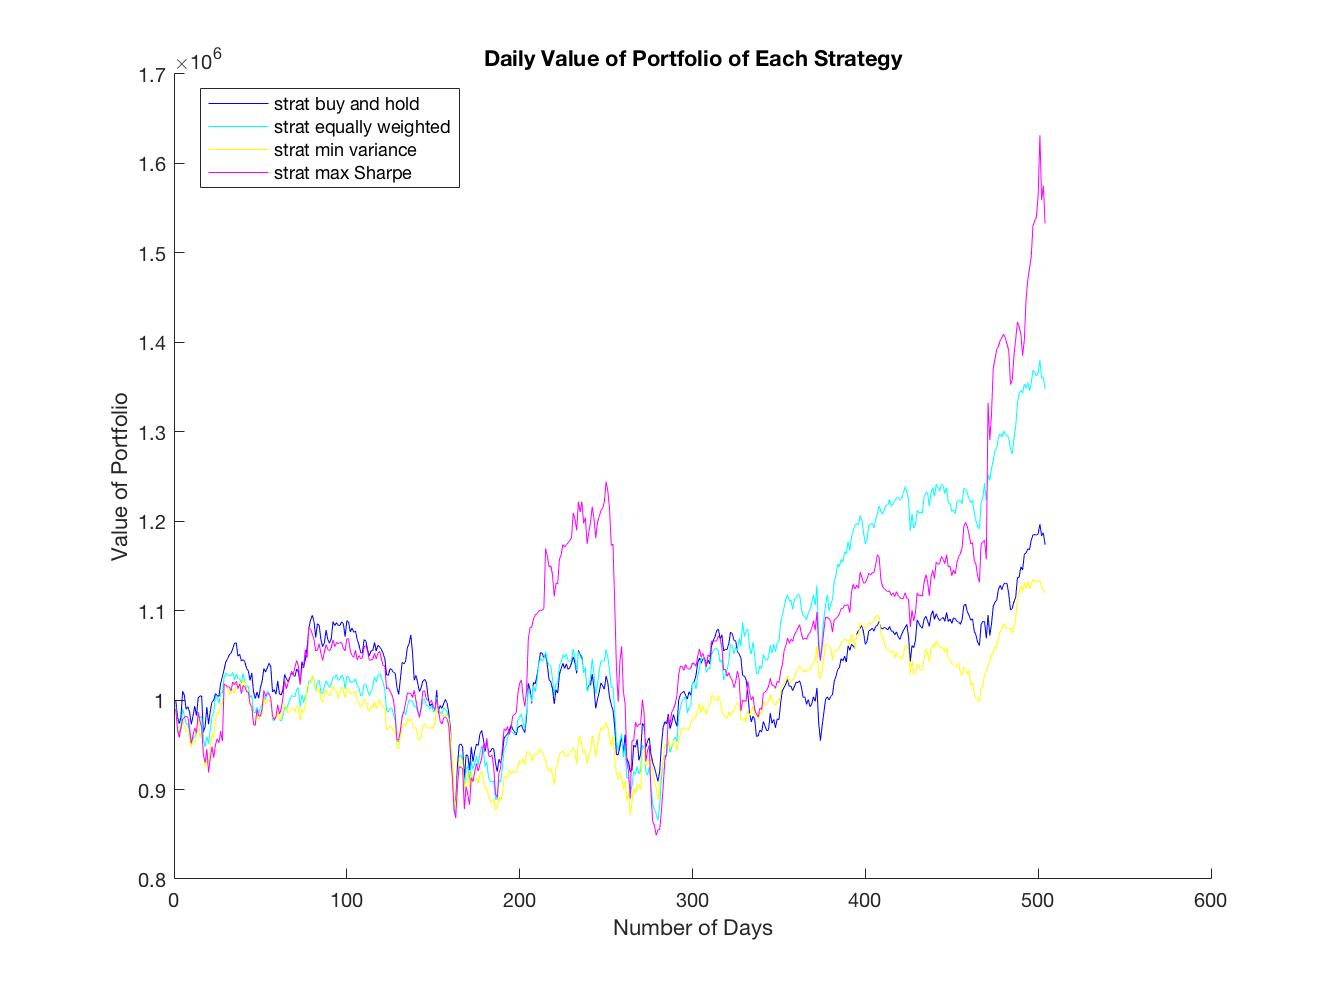 Daily Value of Portfolio of Each Strategy
×10^6
strat buy and hold
strat equally weighted
strat min variance
strat max Sharpe
Value of Portfolio
1.7
1.6
1.5
1.4
1.3
1.2
1.1
1
0.9
0.8
0 100 200 300 400 500 600
Number of Days